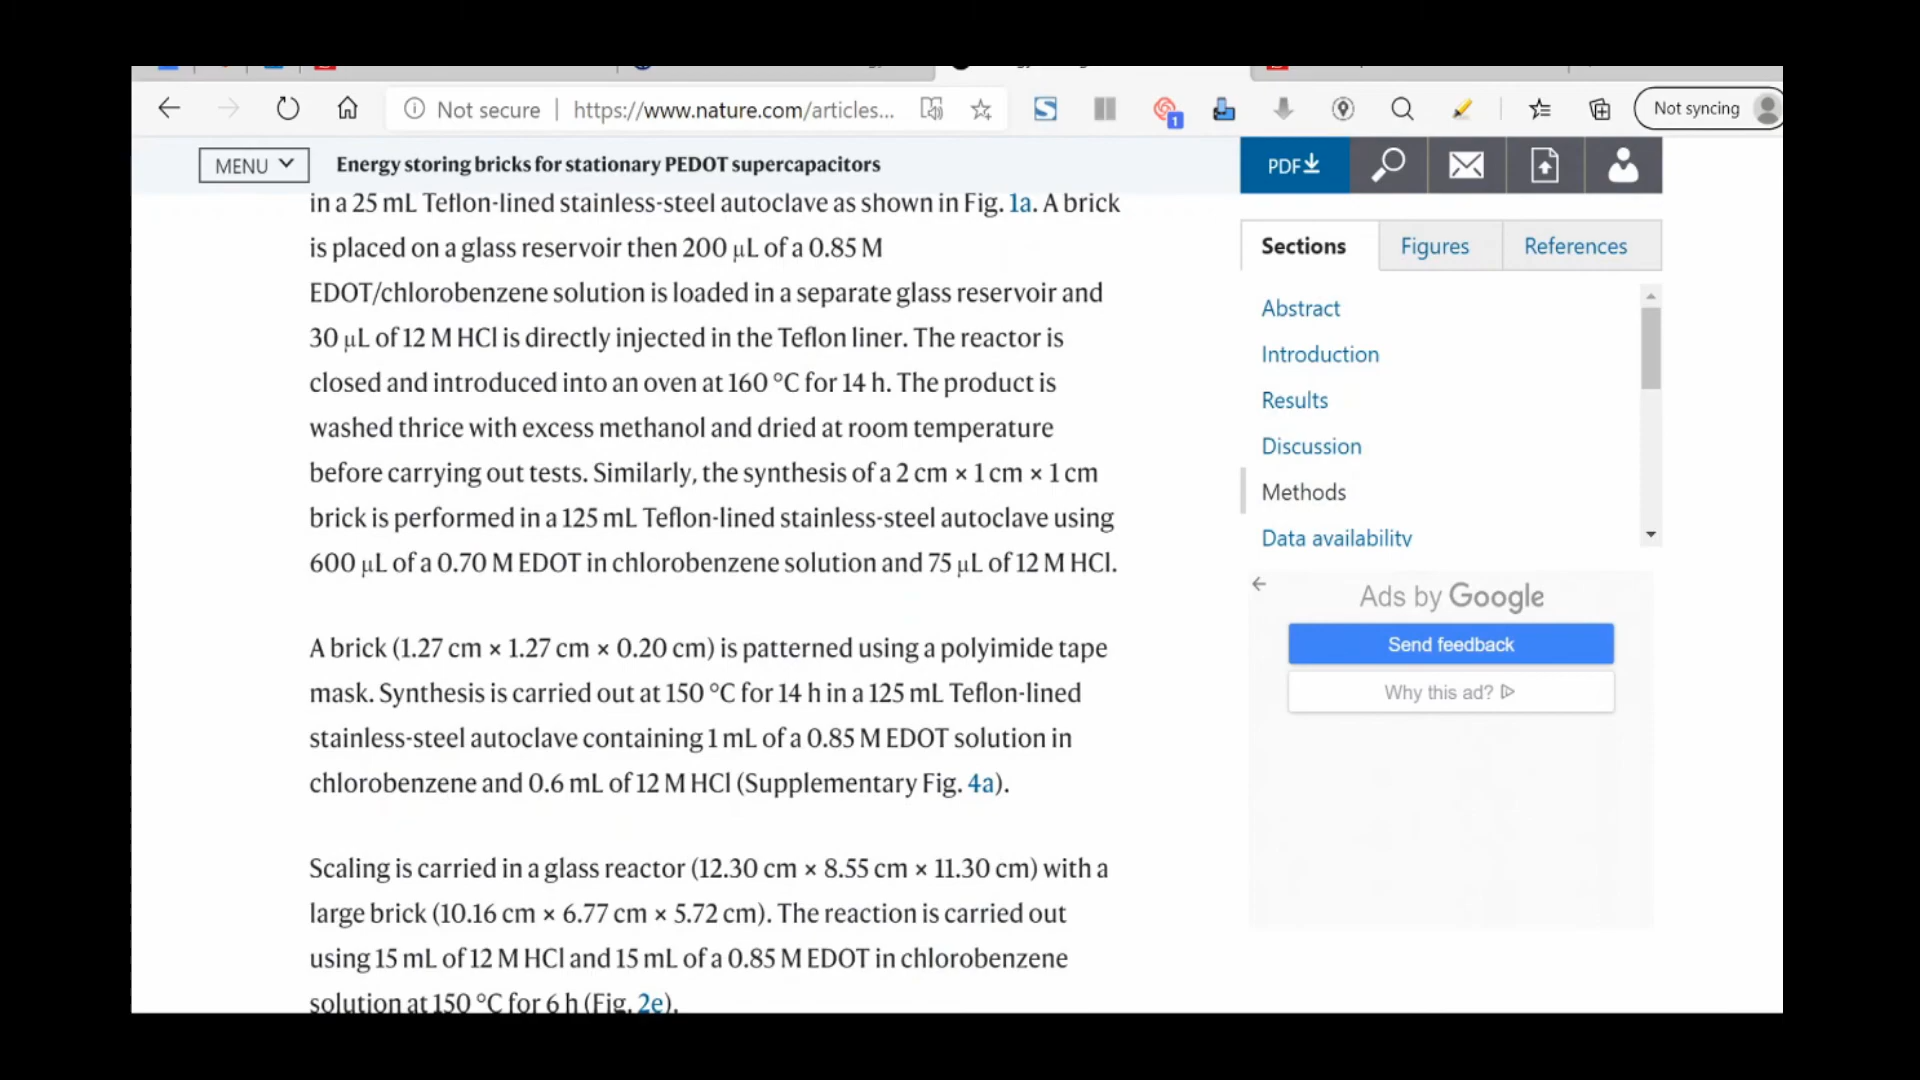 Not secure
https://www.nature.com/articles...
1
Not syncing
MENU
Energy storing bricks for stationary PEDOT supercapacitors
PDF
in a 25 mL Teflon-lined stainless-steel autoclave as shown in Fig. 1a. A brick
is placed on a glass reservoir then 200 μL of a 0.85 M
EDOT/chlorobenzene solution is loaded in a separate glass reservoir and
30 μL of 12 M HCl is directly injected in the Teflon liner. The reactor is
closed and introduced into an oven at 160 °C for 14 h. The product is
washed thrice with excess methanol and dried at room temperature
before carrying out tests. Similarly, the synthesis of a 2 cm × 1 cm × 1 cm
brick is performed in a 125 mL Teflon-lined stainless-steel autoclave using
600 μL of a 0.70 M EDOT in chlorobenzene solution and 75 μL of 12 M HCl.
A brick (1.27 cm × 1.27 cm × 0.20 cm) is patterned using a polyimide tape
mask. Synthesis is carried out at 150 °C for 14 h in a 125 mL Teflon-lined
stainless-steel autoclave containing 1 mL of a 0.85 M EDOT solution in
chlorobenzene and 0.6 mL of 12 M HCl (Supplementary Fig. 4a).
Scaling is carried in a glass reactor (12.30 cm × 8.55 cm × 11.30 cm) with a
large brick (10.16 cm × 6.77 cm × 5.72 cm). The reaction is carried out
using 15 mL of 12 M HCl and 15 mL of a 0.85 M EDOT in chlorobenzene
solution at 150 °C for 6 h (Fig. 2e).
Sections
Figures
References
Abstract
Introduction
Results
Discussion
Methods
Data availability
Ads by Google
Send feedback
Why this ad?